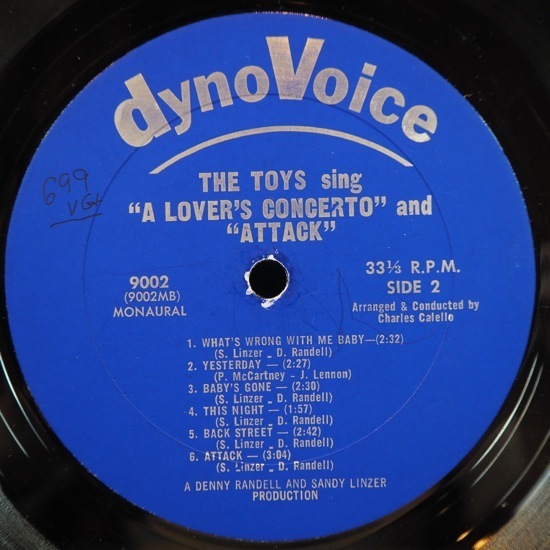 dynoVoice
THE TOYS sing
"A LOVER'S CONCERTO" and
"ATTACK"
699
VG+
9002
(9002MB)
MONAURAL
33⅓ R.P.M.
SIDE 2
Arranged & Conducted by
Charles Calello
1. WHAT'S WRONG WITH ME BABY—(2:32)
(S. Linzer - D. Randell)
2. YESTERDAY — (2:27)
(P. McCartney - J. Lennon)
3. BABY'S GONE — (2:30)
(S. Linzer - D. Randell)
4. THIS NIGHT — (1:57)
(S. Linzer - D. Randell)
5. BACK STREET — (2:42)
(S. Linzer - D. Randell)
6. ATTACK — (3:04)
(S. Linzer - D. Randell)
A DENNY RANDELL AND SANDY LINZER
PRODUCTION